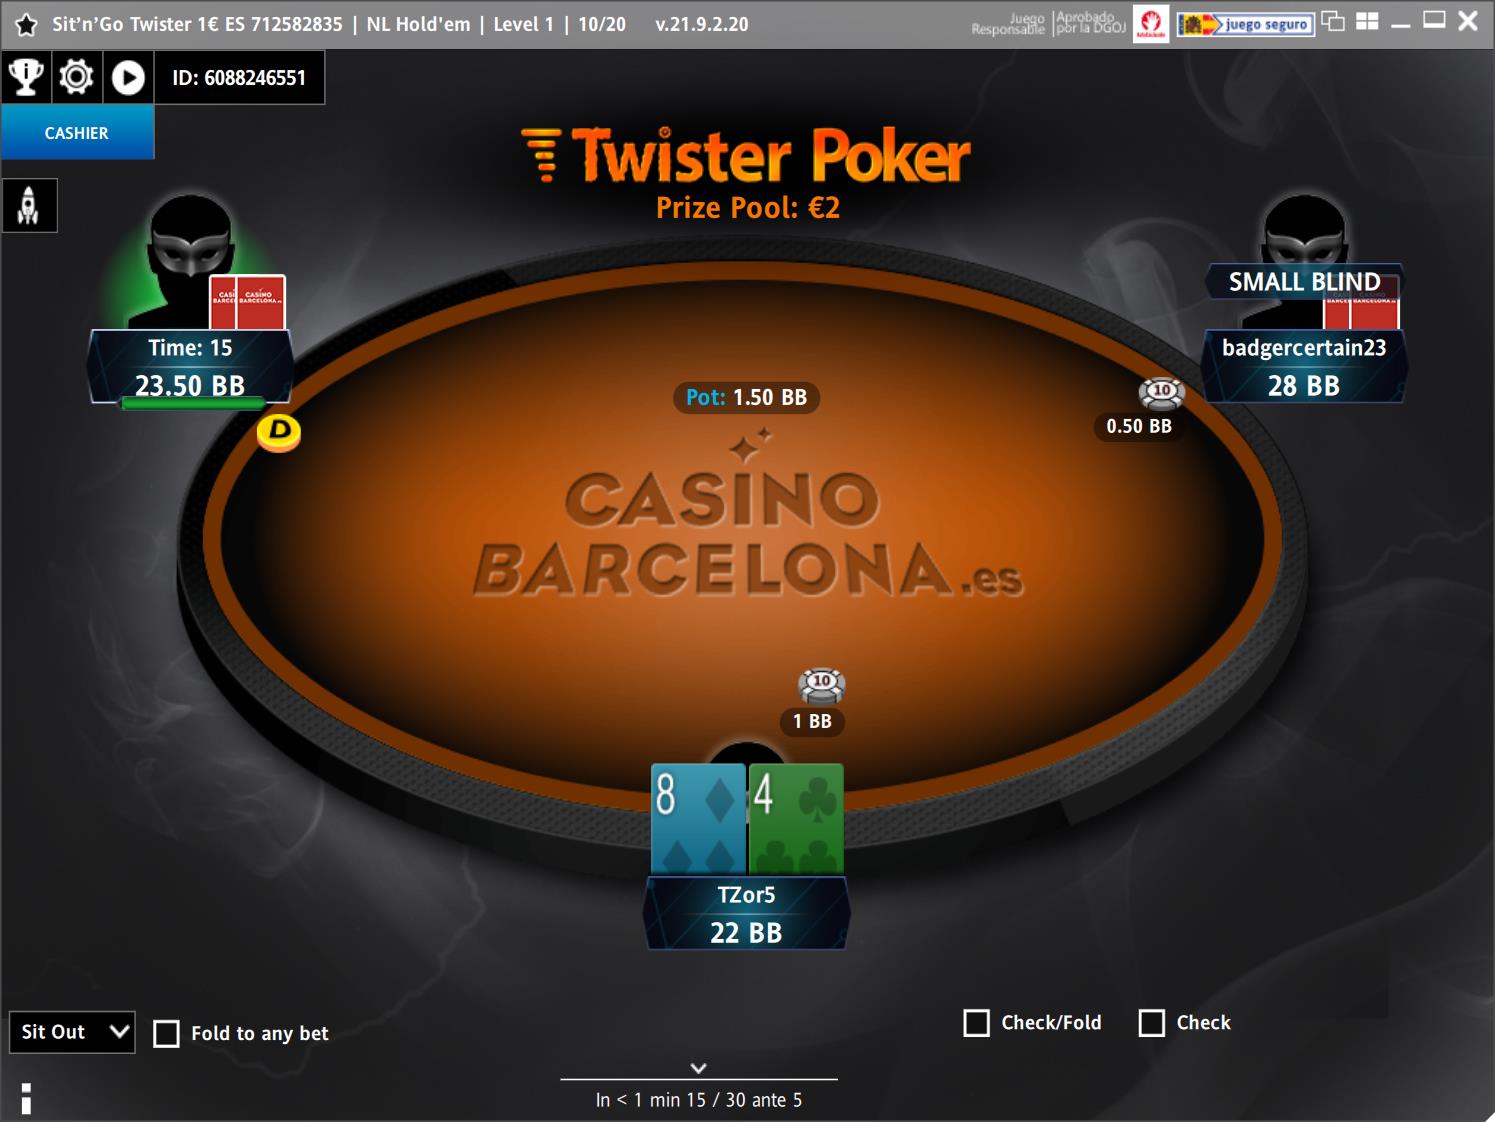 Sit'n'Go Twister 1€ ES 712582835 | NL Hold'em | Level 1 | 10/20 v.21.9.2.20
Juego Responsable
Aprobado por la DGOJ
juego seguro
ID: 6088246551
CASHIER
Twister Poker
Prize Pool: €2
CASINO BARCELONA.es
SMALL BLIND
Time: 15
23.50 BB
badgercertain23
28 BB
D
Pot: 1.50 BB
10
0.50 BB
CASINO
BARCELONA.es
10
1 BB
8
4
TZor5
22 BB
Sit Out
Fold to any bet
Check/Fold
Check
In < 1 min 15 / 30 ante 5